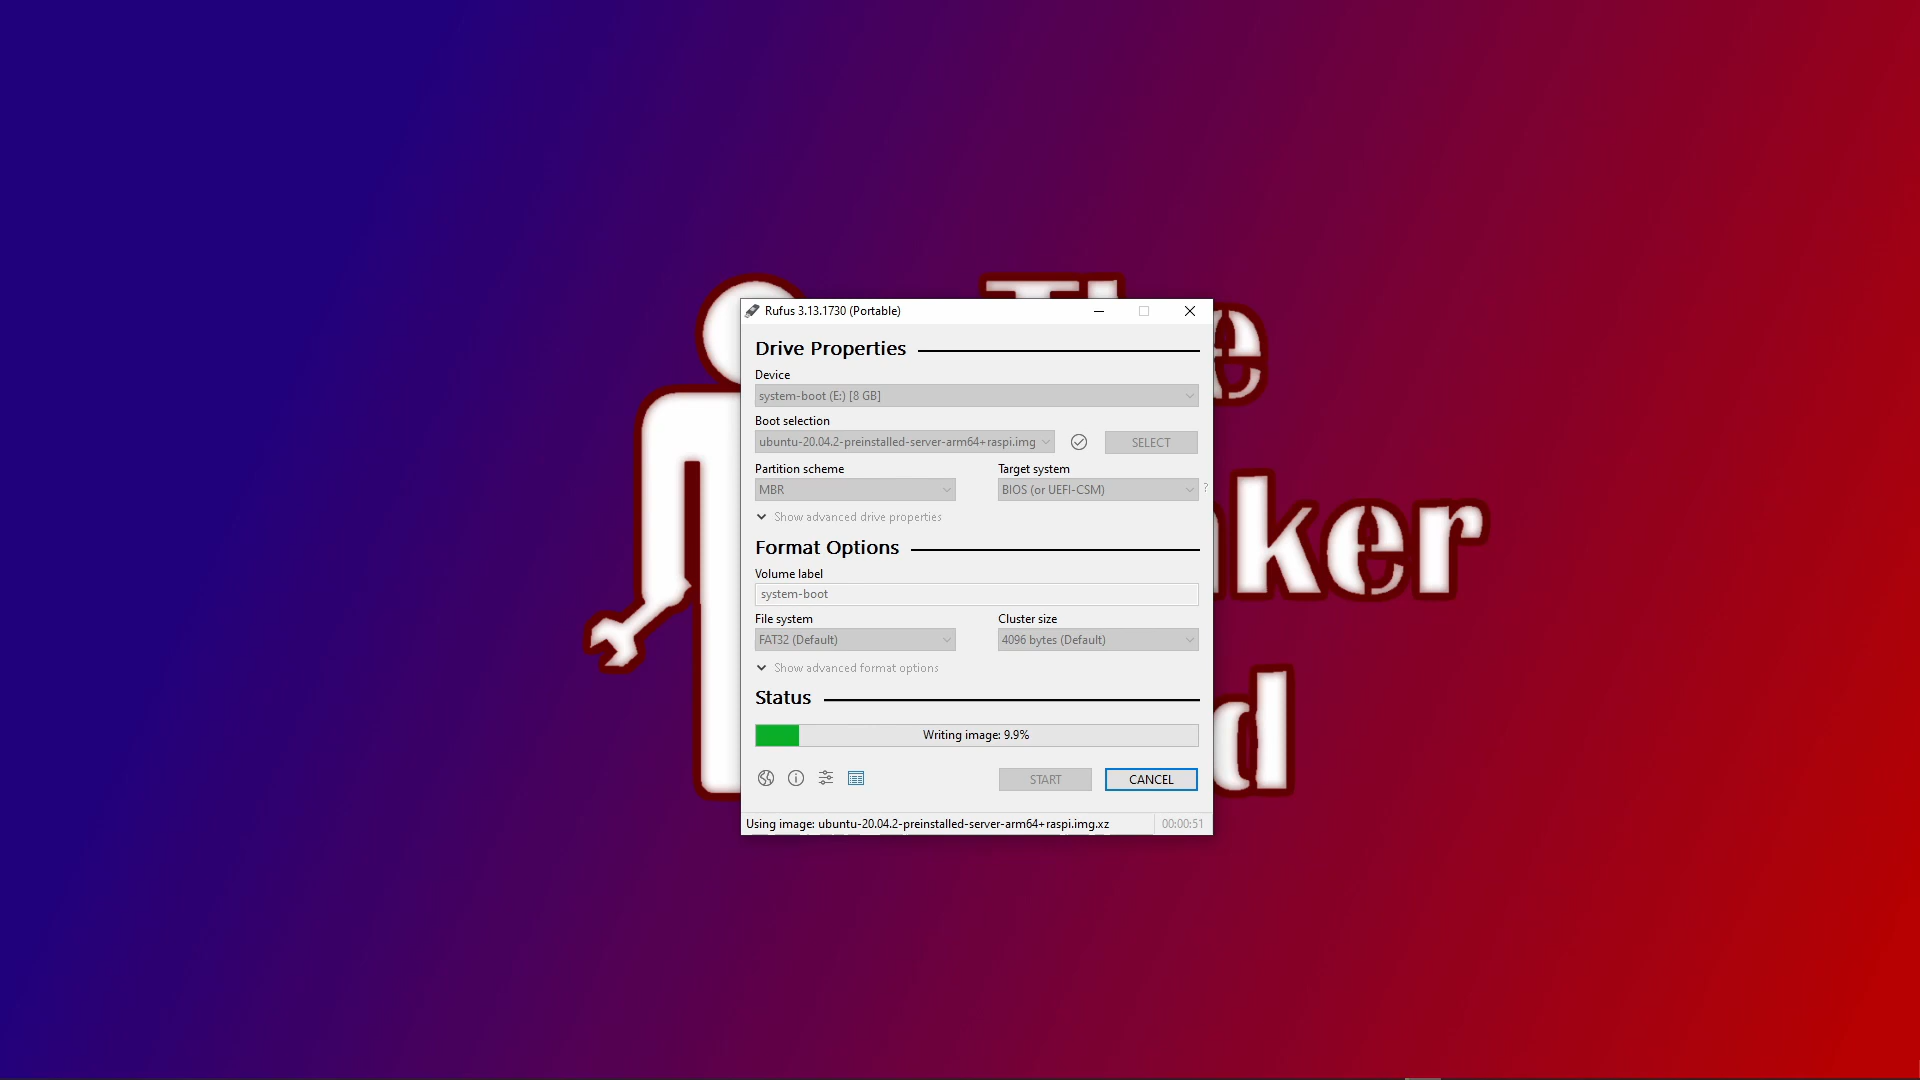 The
Rufus 3.13.1730 (Portable)
Drive Properties
Device
system-boot (E:) [8 GB]
Boot selection
ubuntu-20.04.2-preinstalled-server-arm64+raspi.img
SELECT
Partition scheme
Target system
MBR
BIOS (or UEFI-CSM)
?
Show advanced drive properties
ker
Format Options
Volume label
system-boot
File system
Cluster size
FAT32 (Default)
4096 bytes (Default)
Show advanced format options
Status
d
Writing image: 9.9%
START
CANCEL
Using image: ubuntu-20.04.2-preinstalled-server-arm64+raspi.img.xz
00:00:51